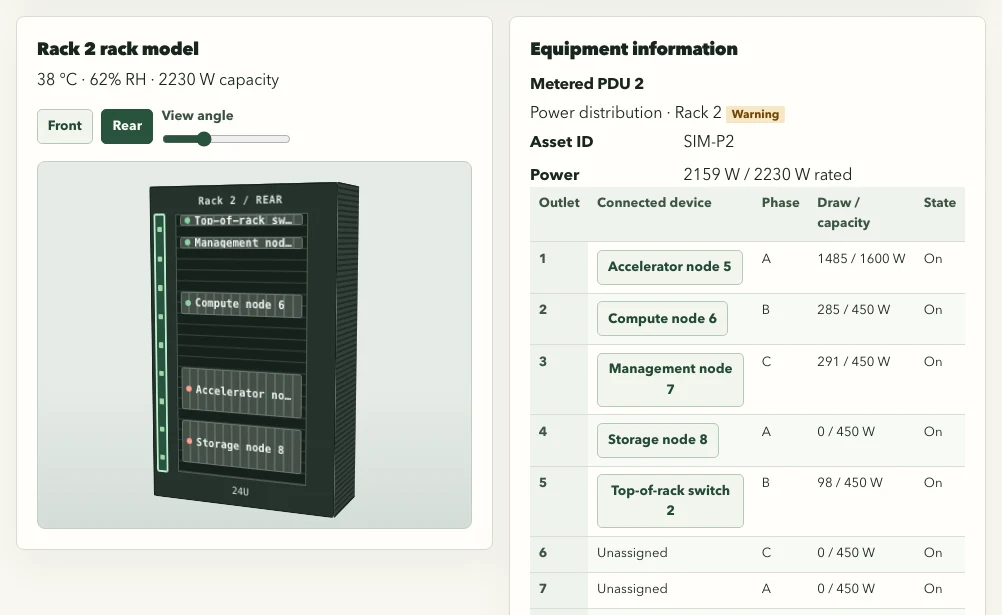 Rack 2 rack model
38 °C · 62% RH · 2230 W capacity
Front
Rear
View angle
Rack 2 / REAR
Top-of-rack sw…
Management nod…
Compute node 6
Accelerator no…
Storage node 8
24U
Equipment information
Metered PDU 2
Power distribution · Rack 2 Warning
Asset ID SIM-P2
Power 2159 W / 2230 W rated
Outlet Connected device Phase Draw / capacity State
1 Accelerator node 5 A 1485 / 1600 W On
2 Compute node 6 B 285 / 450 W On
3 Management node 7 C 291 / 450 W On
4 Storage node 8 A 0 / 450 W On
5 Top-of-rack switch 2 B 98 / 450 W On
6 Unassigned C 0 / 450 W On
7 Unassigned A 0 / 450 W On